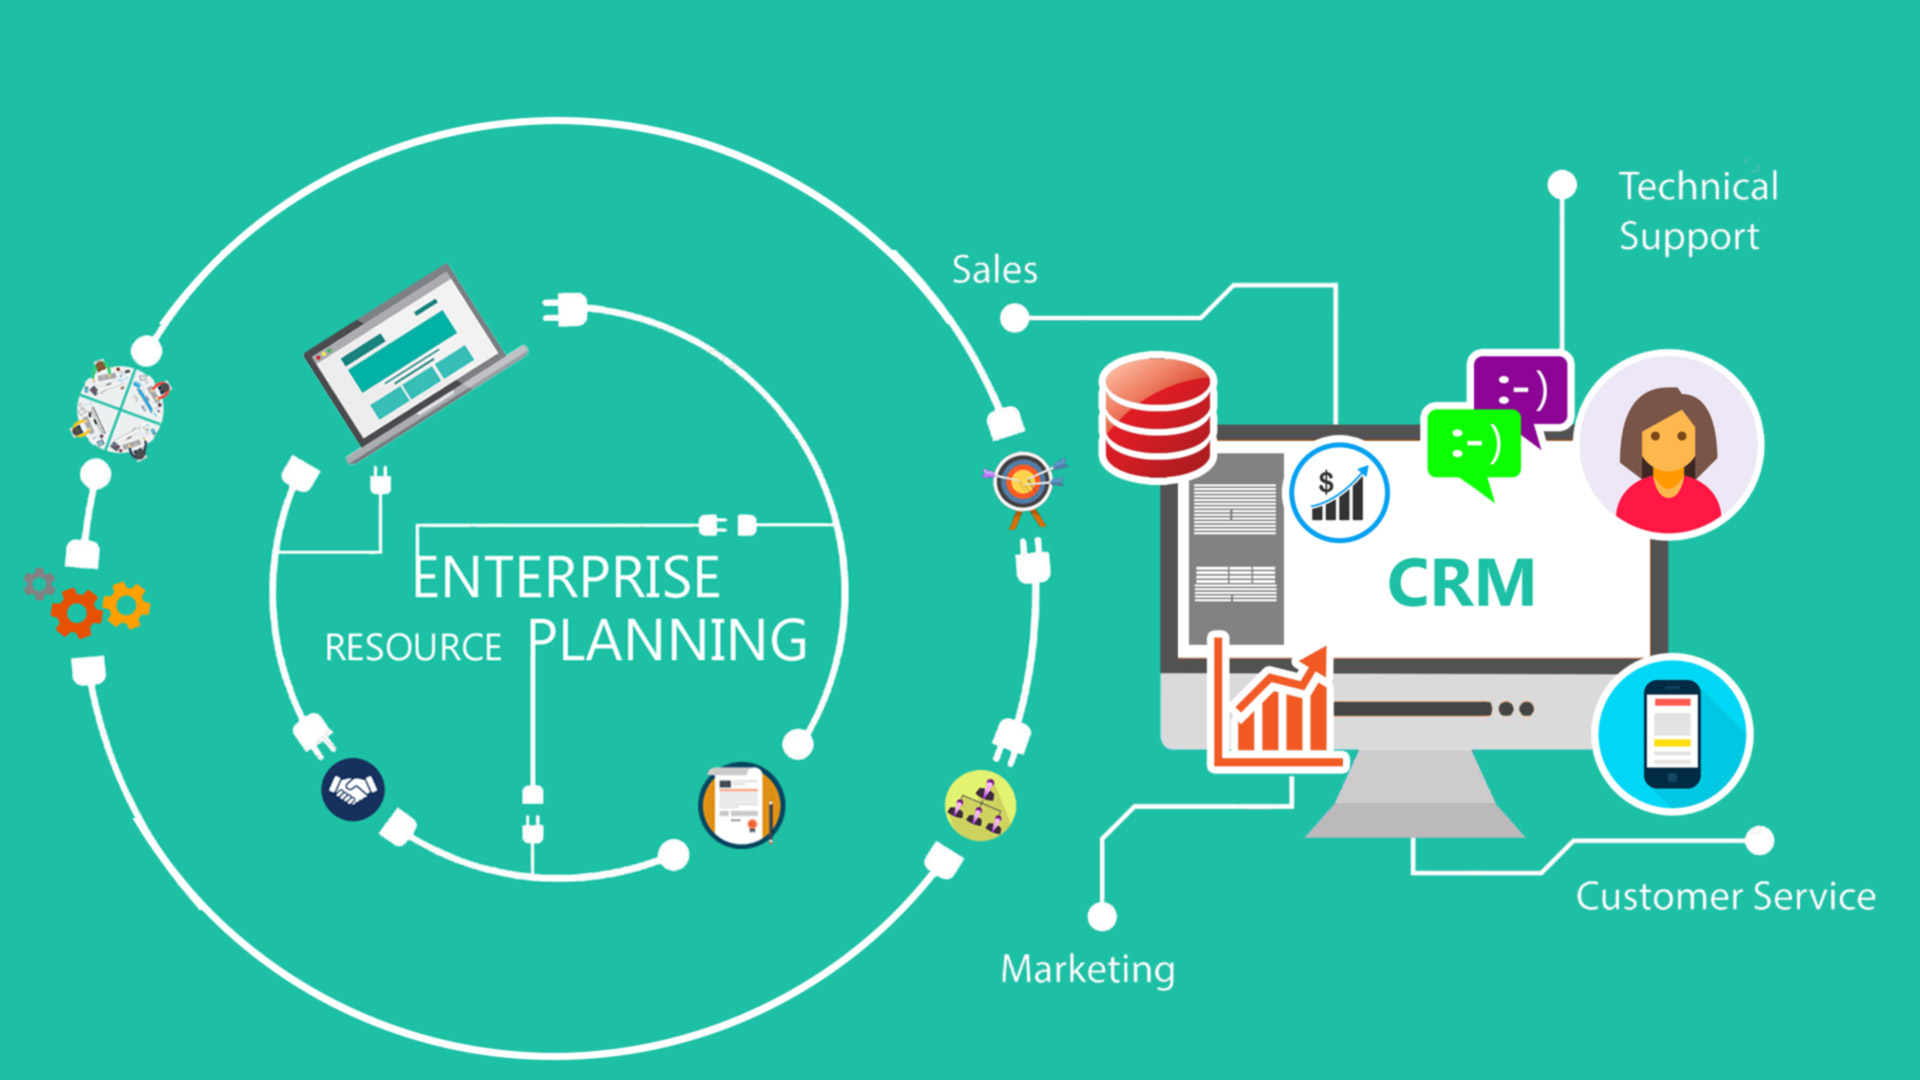 ENTERPRISE
RESOURCE PLANNING
Sales
Technical
Support
:-)
:-)
$
CRM
Customer Service
Marketing